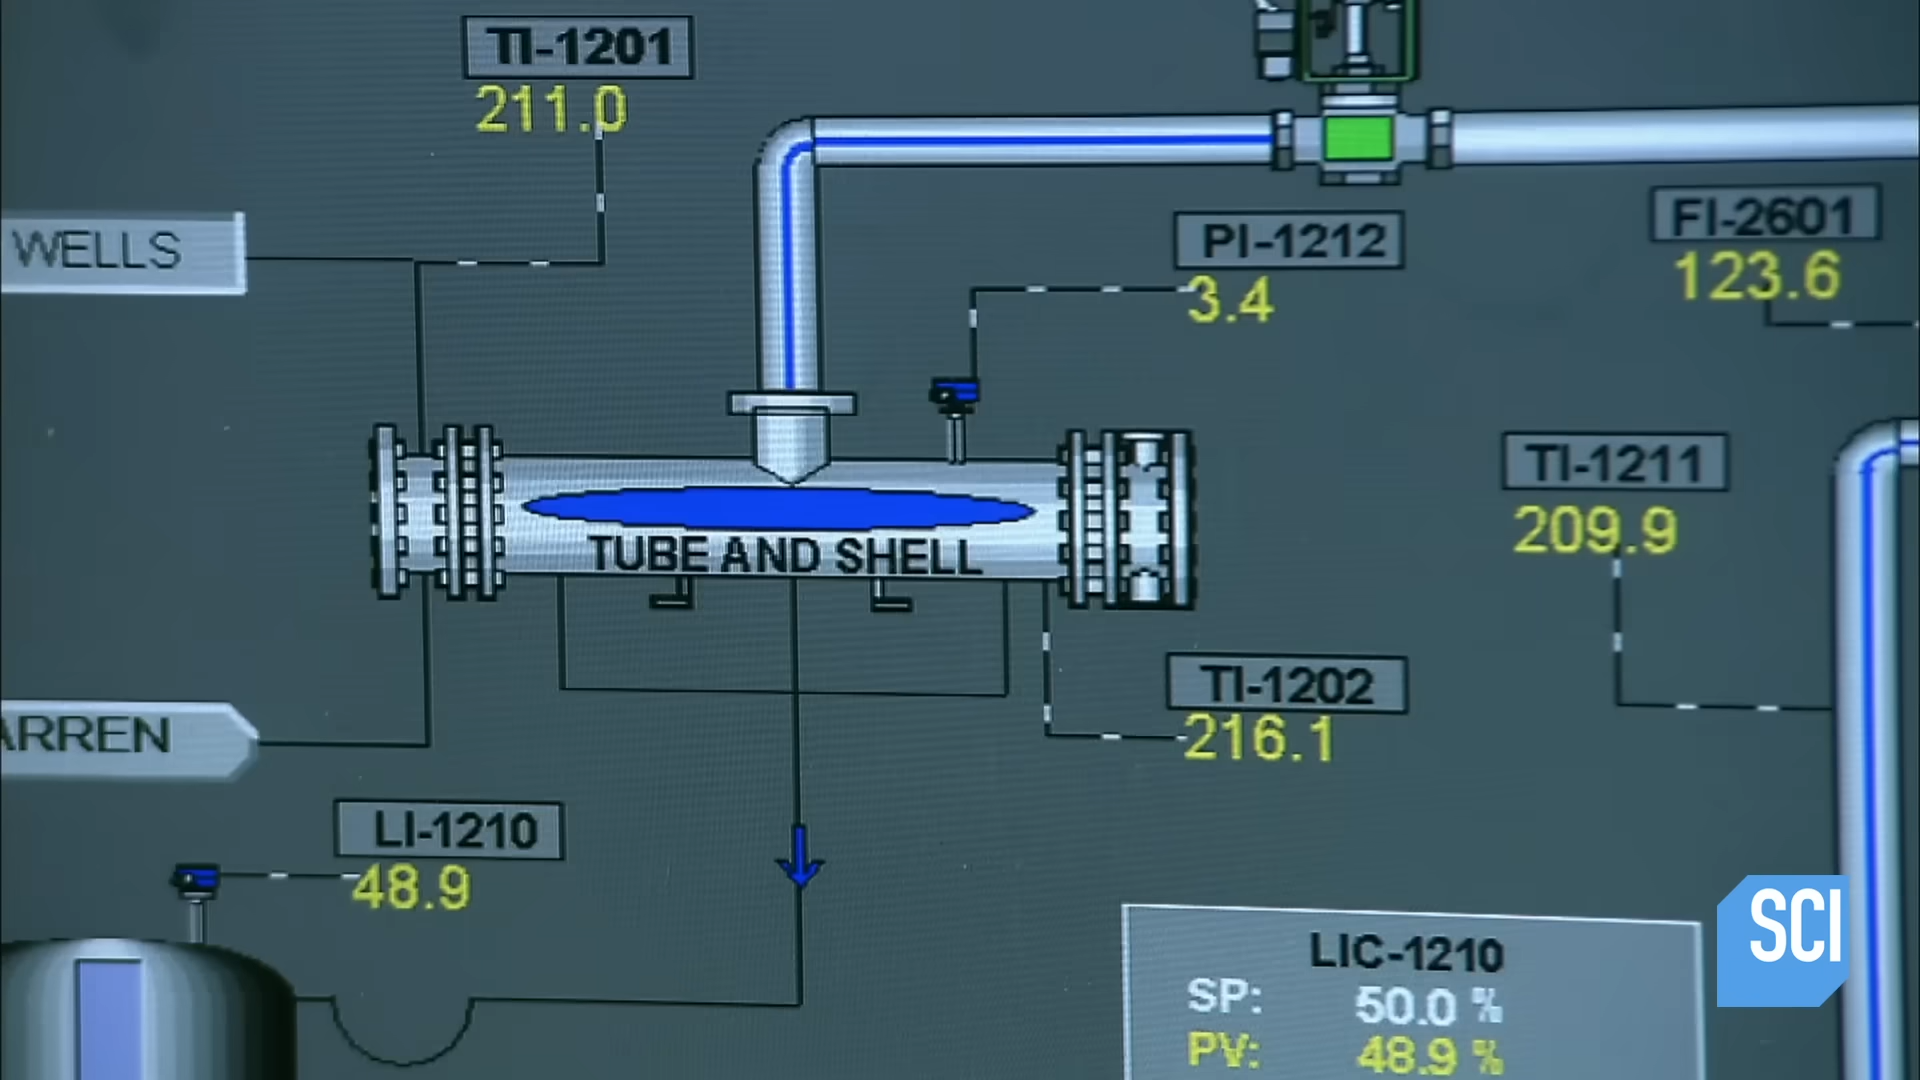 TI-1201
211.0
WELLS
PI-1212
3.4
FI-2601
123.6
TI-1211
209.9
TUBE AND SHELL
TI-1202
216.1
ARREN
LI-1210
48.9
LIC-1210
SP: 50.0 %
PV: 48.9 %
SCI